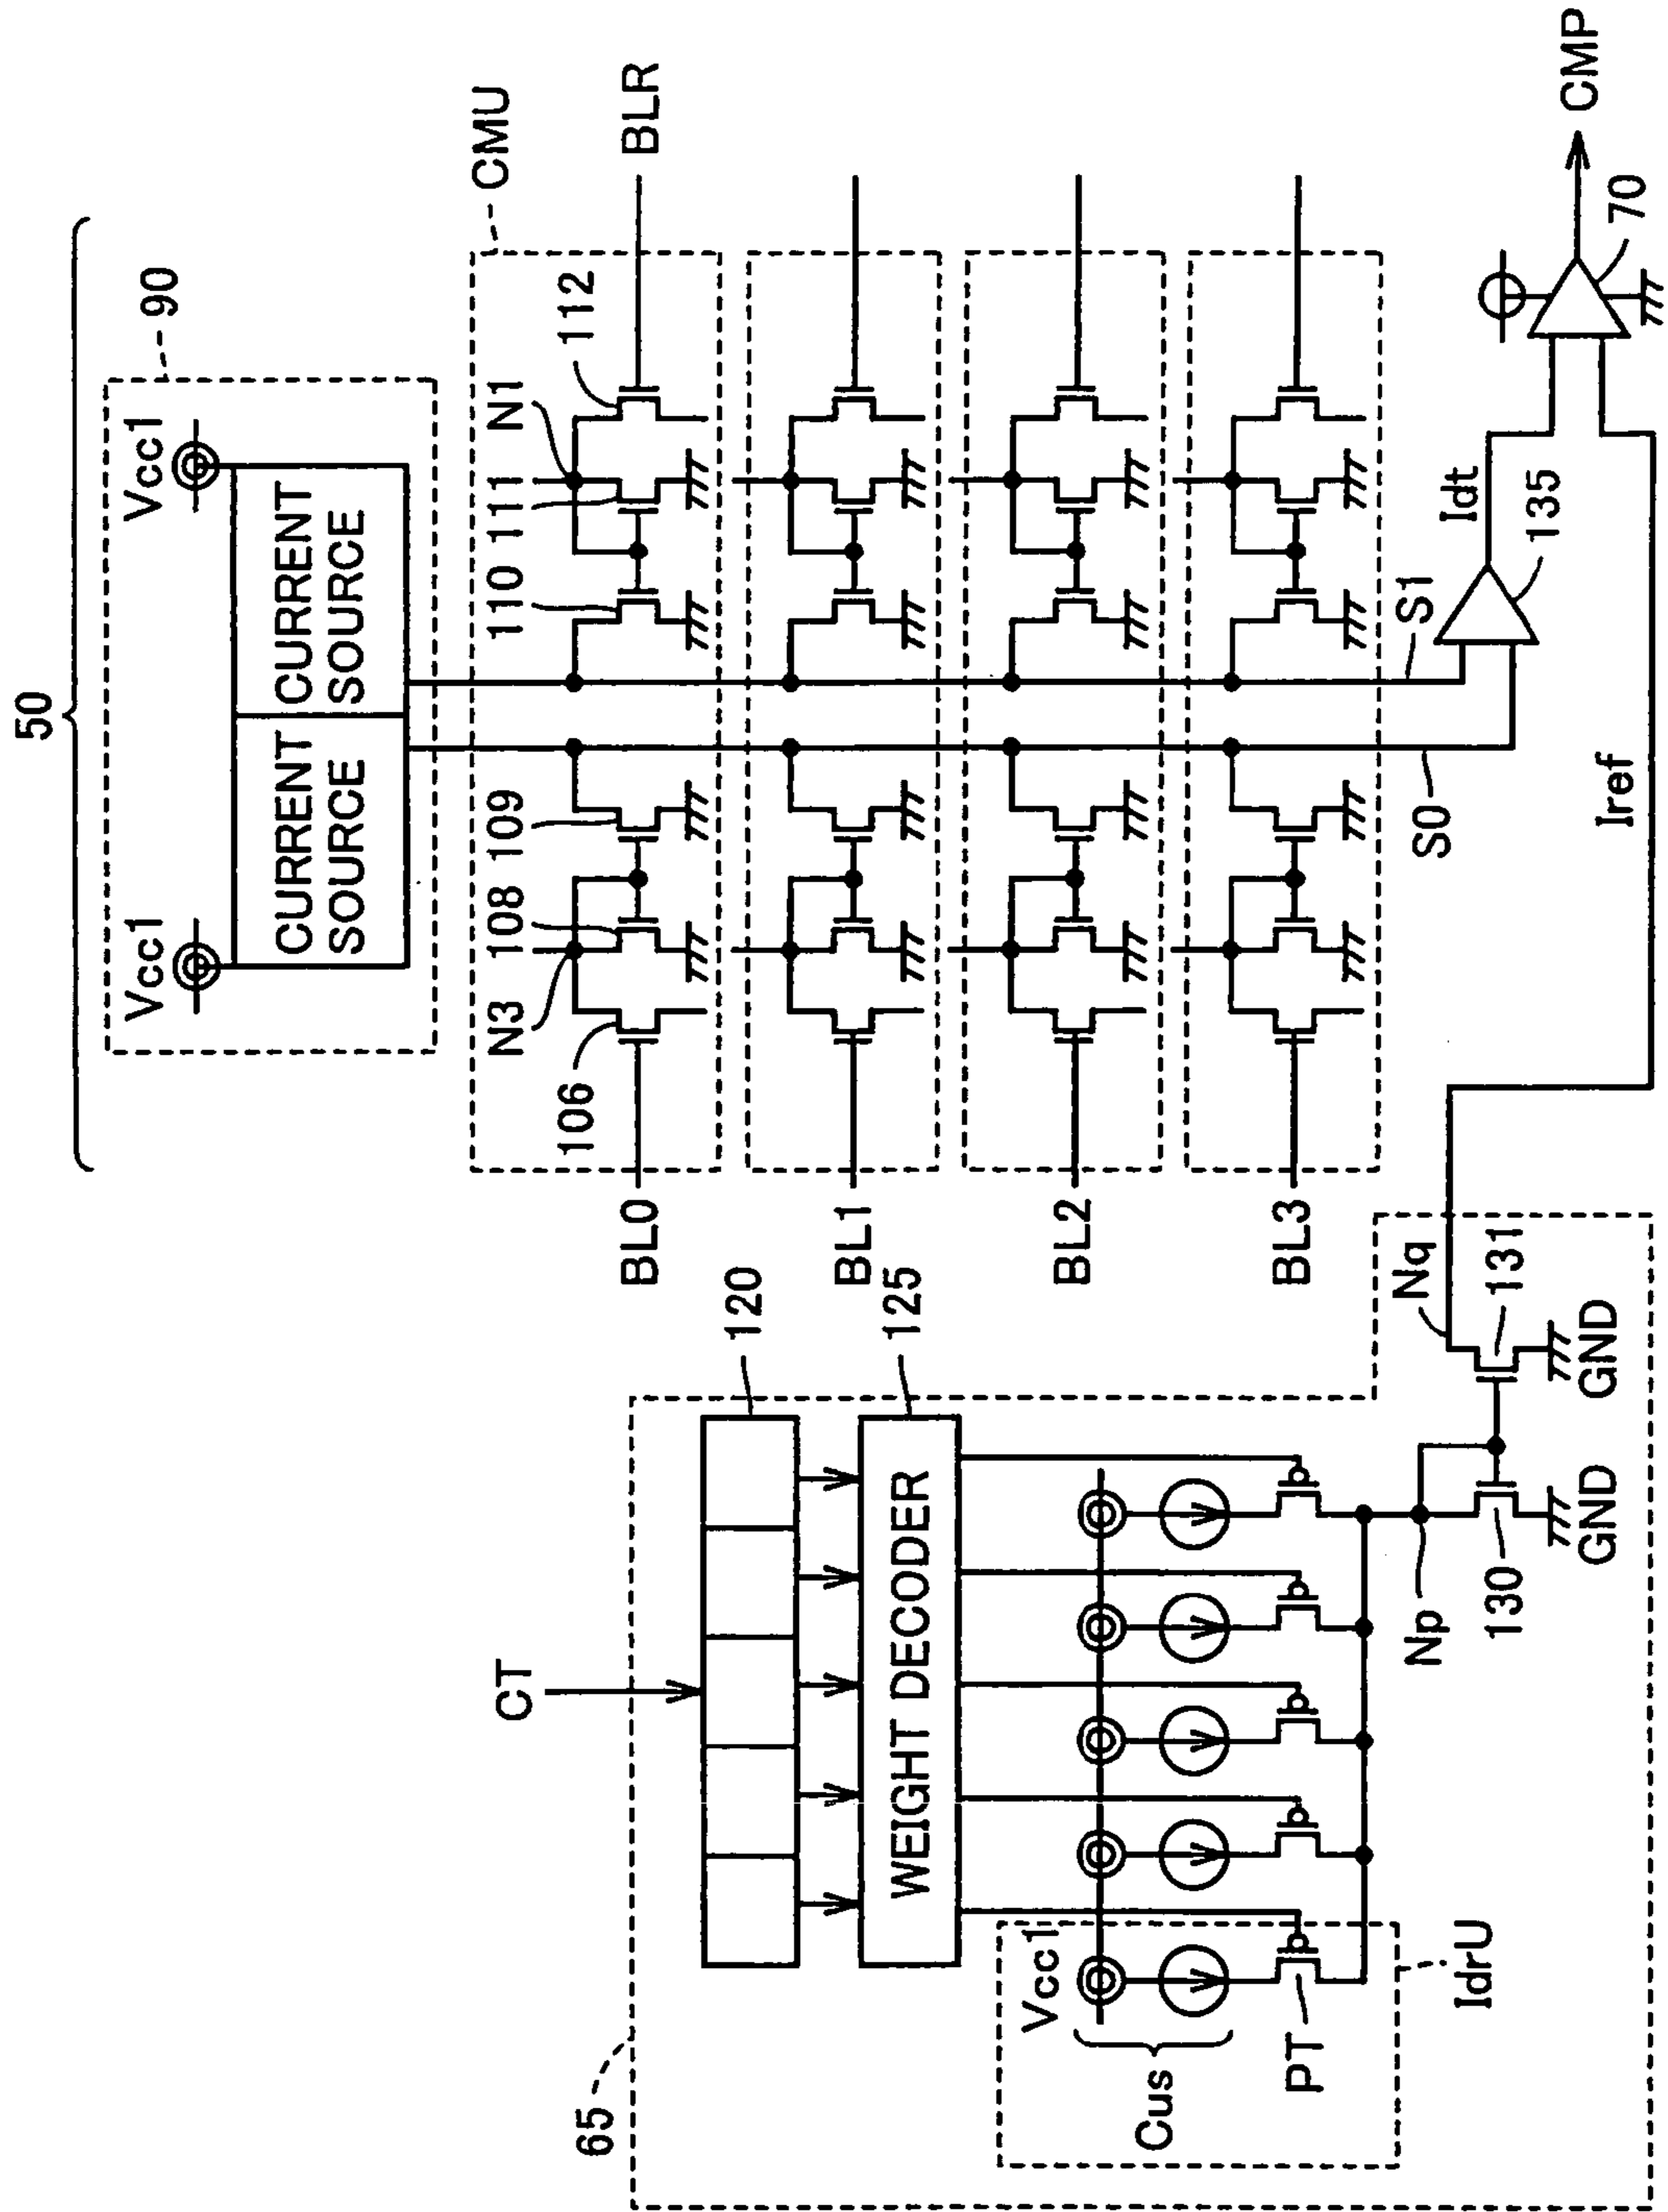 50
90
Vcc1
Vcc1
CURRENT
SOURCE
CURRENT
SOURCE
CMU
N3
108
109
110
111
N1
106
112
BL0
BLR
BL1
BL2
BL3
S0
S1
135
Idt
Iref
70
CMP
65
CT
120
125
WEIGHT DECODER
Vcc1
Cus
PT
IdrU
Np
Nq
130
131
GND
GND